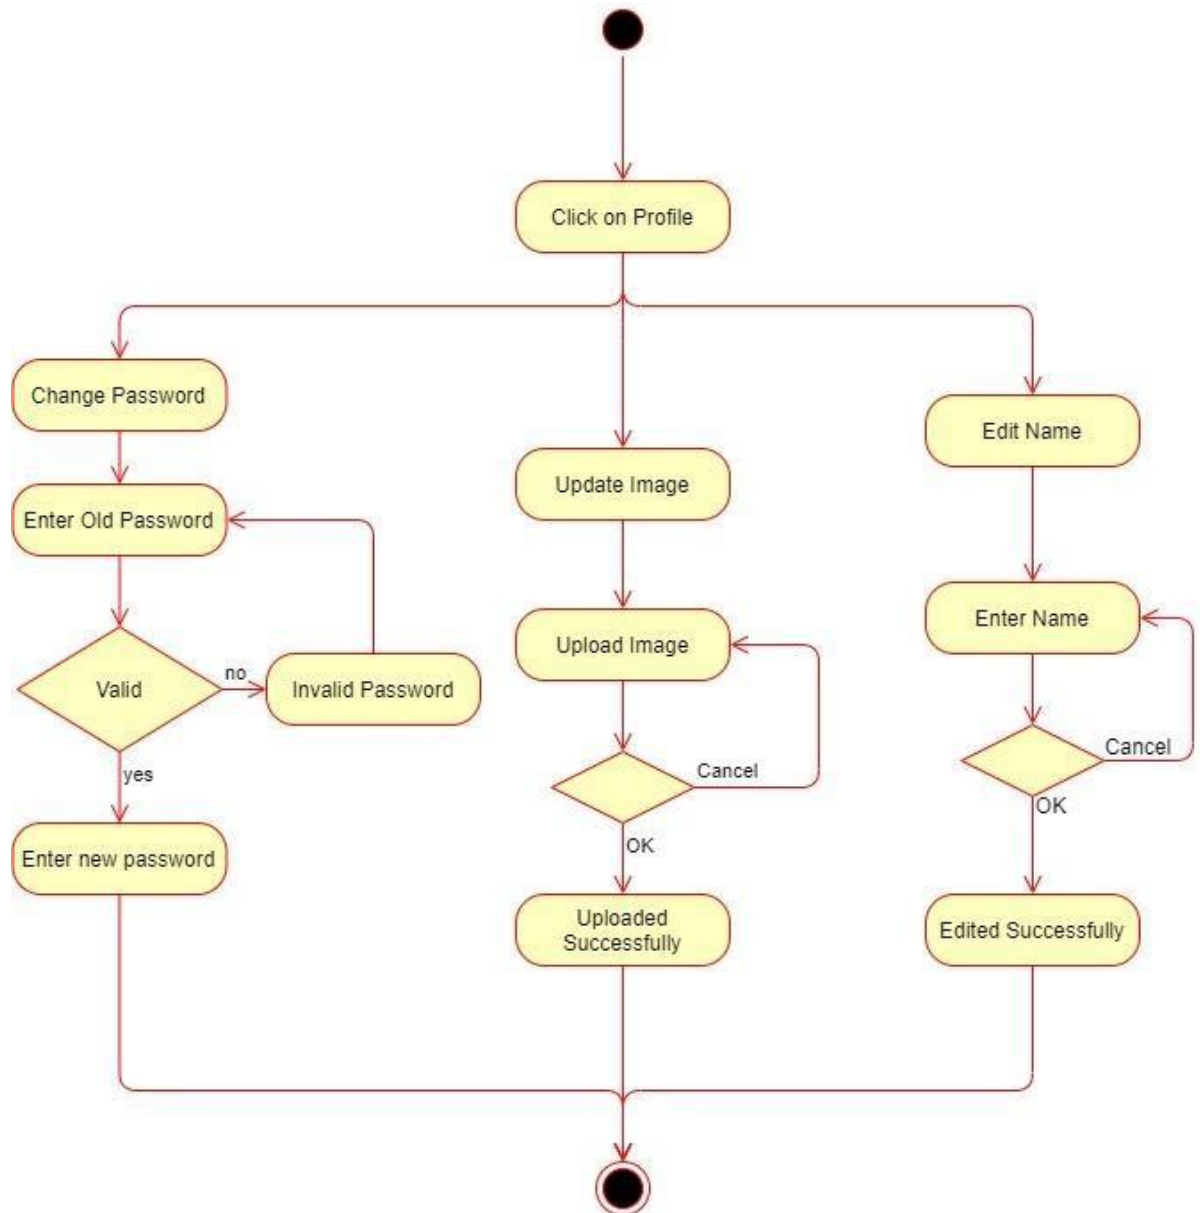 Click on Profile
Change Password
Edit Name
Update Image
Enter Old Password
Enter Name
Upload Image
Valid
no
Invalid Password
Cancel
Cancel
yes
OK
OK
Enter new password
Uploaded
Successfully
Edited Successfully